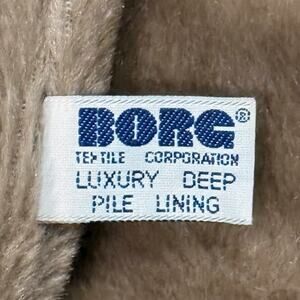 BORG®
TEXTILE CORPORATION
LUXURY DEEP
PILE LINING